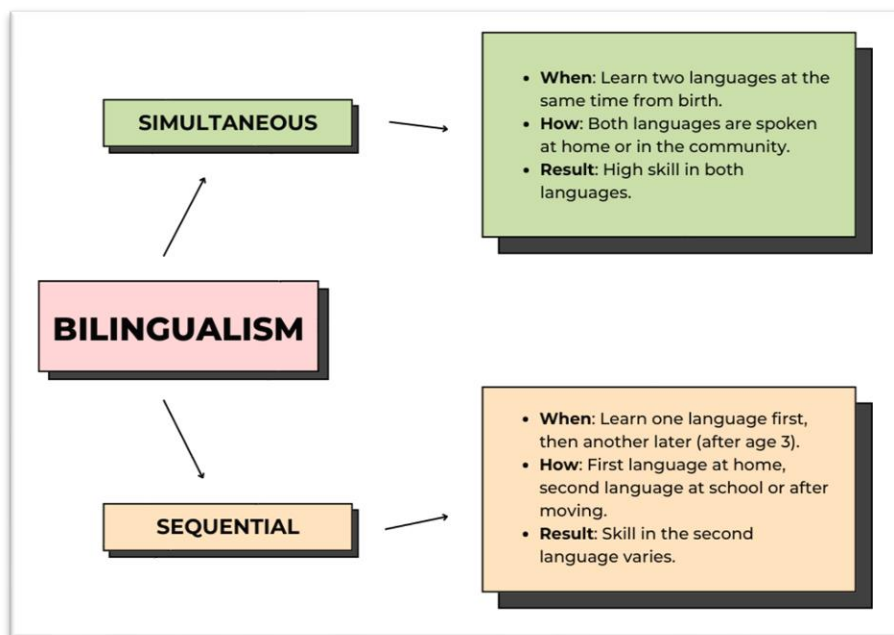 SIMULTANEOUS
• When: Learn two languages at the
same time from birth.
• How: Both languages are spoken
at home or in the community.
• Result: High skill in both
languages.
BILINGUALISM
SEQUENTIAL
• When: Learn one language first,
then another later (after age 3).
• How: First language at home,
second language at school or after
moving.
• Result: Skill in the second
language varies.